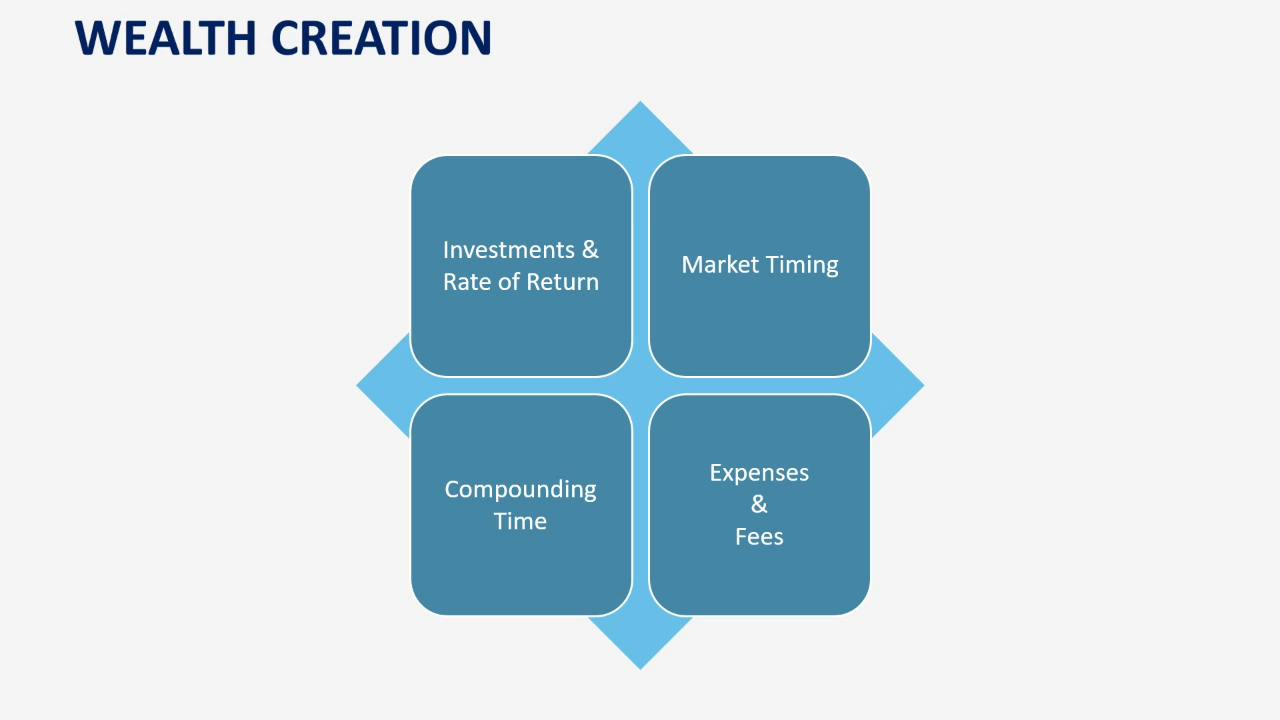 WEALTH CREATION
Investments &
Rate of Return
Market Timing
Compounding
Time
Expenses
&
Fees